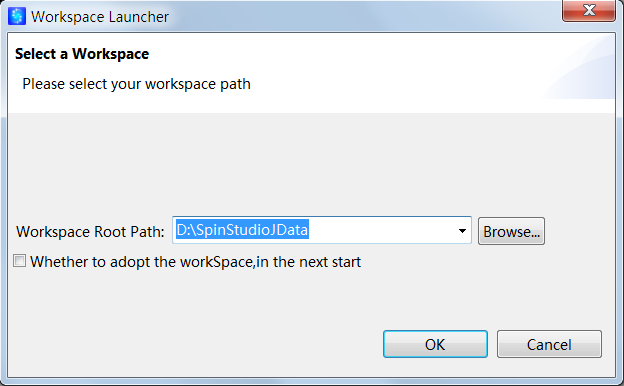 Workspace Launcher
Select a Workspace
Please select your workspace path
Workspace Root Path: D:\SpinStudioJData Browse...
Whether to adopt the workSpace,in the next start
OK Cancel